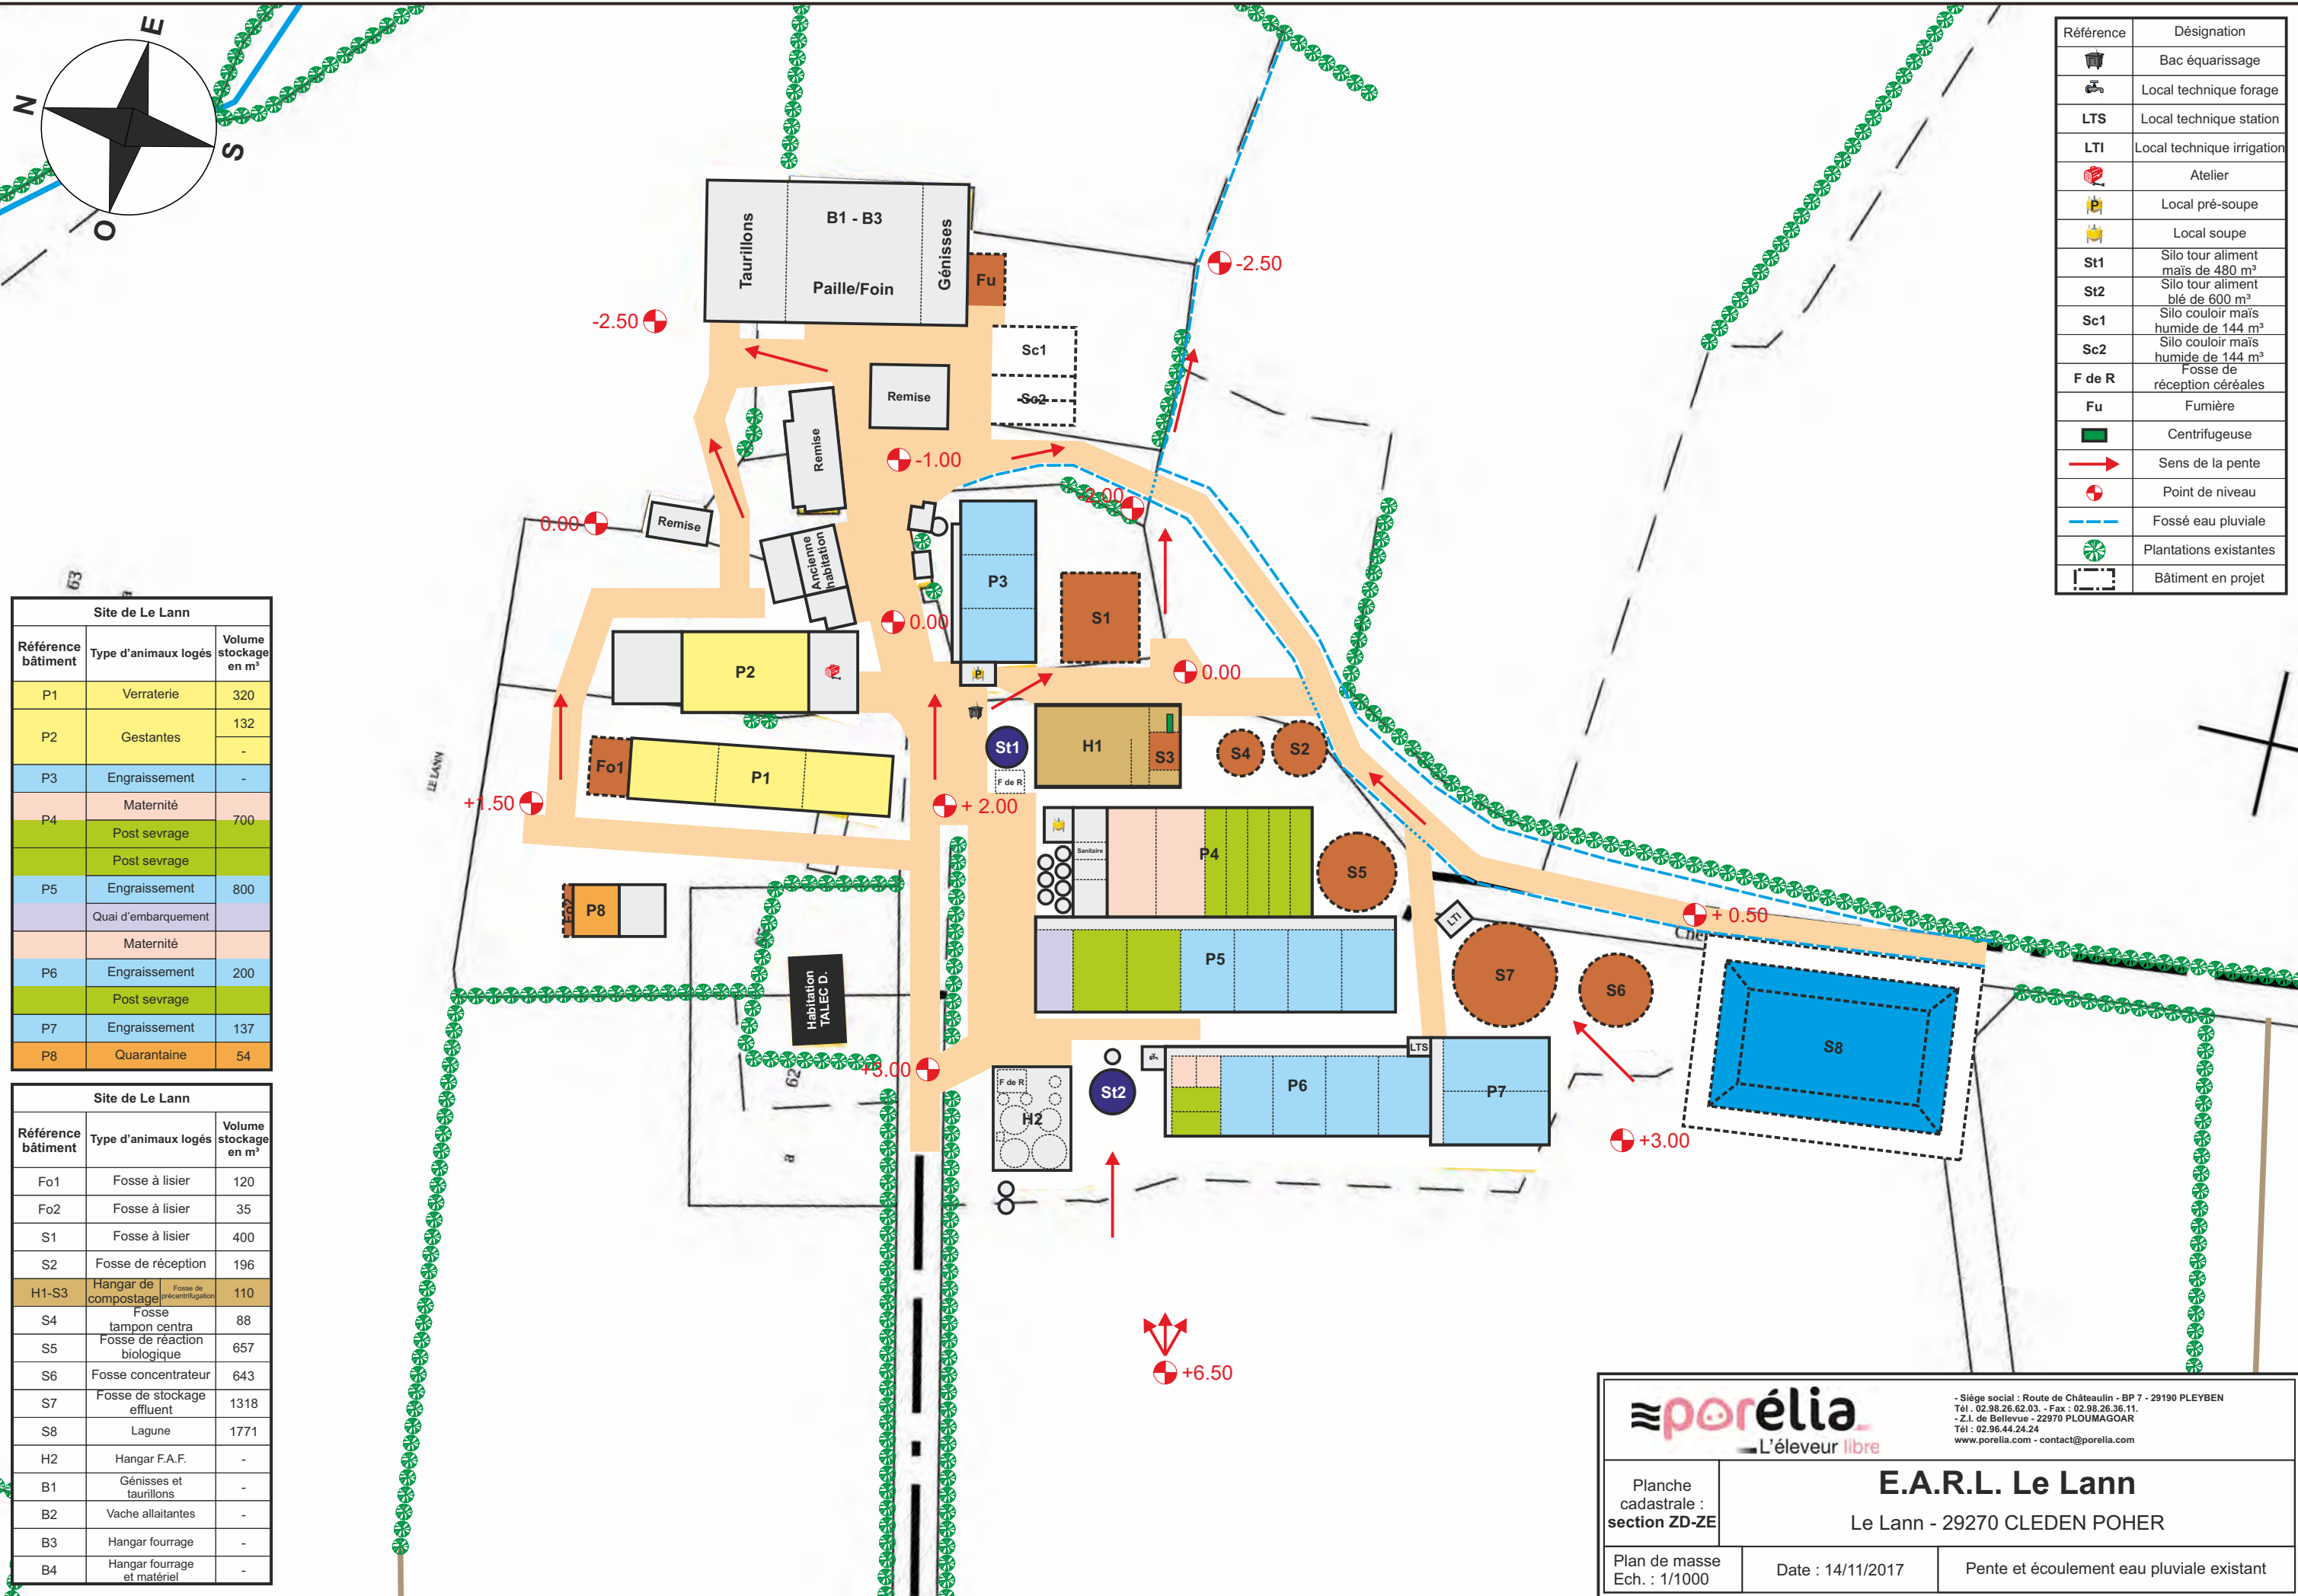 E
N
S
O
Référence Désignation
Bac équarissage
Local technique forage
LTS Local technique station
LTI Local technique irrigation
Atelier
P Local pré-soupe
Local soupe
St1 Silo tour aliment
maïs de 480 m³
St2 Silo tour aliment
blé de 600 m³
Sc1 Silo couloir maïs
humide de 144 m³
Sc2 Silo couloir maïs
humide de 144 m³
F de R Fosse de
réception céréales
Fu Fumière
Centrifugeuse
Sens de la pente
Point de niveau
Fossé eau pluviale
Plantations existantes
Bâtiment en projet
Taurillons
B1 - B3
Paille/Foin
Génisses
Fu
-2.50
-2.50
Sc1
Sc2
Remise
Remise
-1.00
-2.00
0.00
Remise
Ancienne
habitation
P3
S1
0.00
0.00
P2
P
St1
F de R
H1
S3
S4
S2
Fo1
P1
+1.50
+ 2.00
Sanitaire
P4
S5
Fo2
P8
P5
LTI
S7
S6
+ 0.50
Che
S8
Habitation
TALEC D.
+3.00
62
a
63
a
LE LANN
F de R
H2
St2
P6
LTS
P7
+3.00
+6.50
Site de Le Lann
Référence
bâtiment
Type d'animaux logés
Volume
stockage
en m³
P1 Verraterie 320
P2 Gestantes 132
-
P3 Engraissement -
P4 Maternité 700
Post sevrage
Post sevrage
P5 Engraissement 800
Quai d'embarquement
Maternité
P6 Engraissement 200
Post sevrage
P7 Engraissement 137
P8 Quarantaine 54
Site de Le Lann
Référence
bâtiment
Type d'animaux logés
Volume
stockage
en m³
Fo1 Fosse à lisier 120
Fo2 Fosse à lisier 35
S1 Fosse à lisier 400
S2 Fosse de réception 196
H1-S3 Hangar de
compostage
Fosse de
précentrifugation
110
S4 Fosse
tampon centra 88
S5 Fosse de réaction
biologique 657
S6 Fosse concentrateur 643
S7 Fosse de stockage
effluent 1318
S8 Lagune 1771
H2 Hangar F.A.F. -
B1 Génisses et
taurillons -
B2 Vache allaitantes -
B3 Hangar fourrage -
B4 Hangar fourrage
et matériel -
porélia
L'éleveur libre
- Siège social : Route de Châteaulin - BP 7 - 29190 PLEYBEN
Tél . 02.98.26.62.03. - Fax : 02.98.26.36.11.
- Z.I. de Bellevue - 22970 PLOUMAGOAR
Tél : 02.96.44.24.24
www.porelia.com - contact@porelia.com
Planche
cadastrale :
section ZD-ZE
E.A.R.L. Le Lann
Le Lann - 29270 CLEDEN POHER
Plan de masse
Ech. : 1/1000
Date : 14/11/2017
Pente et écoulement eau pluviale existant